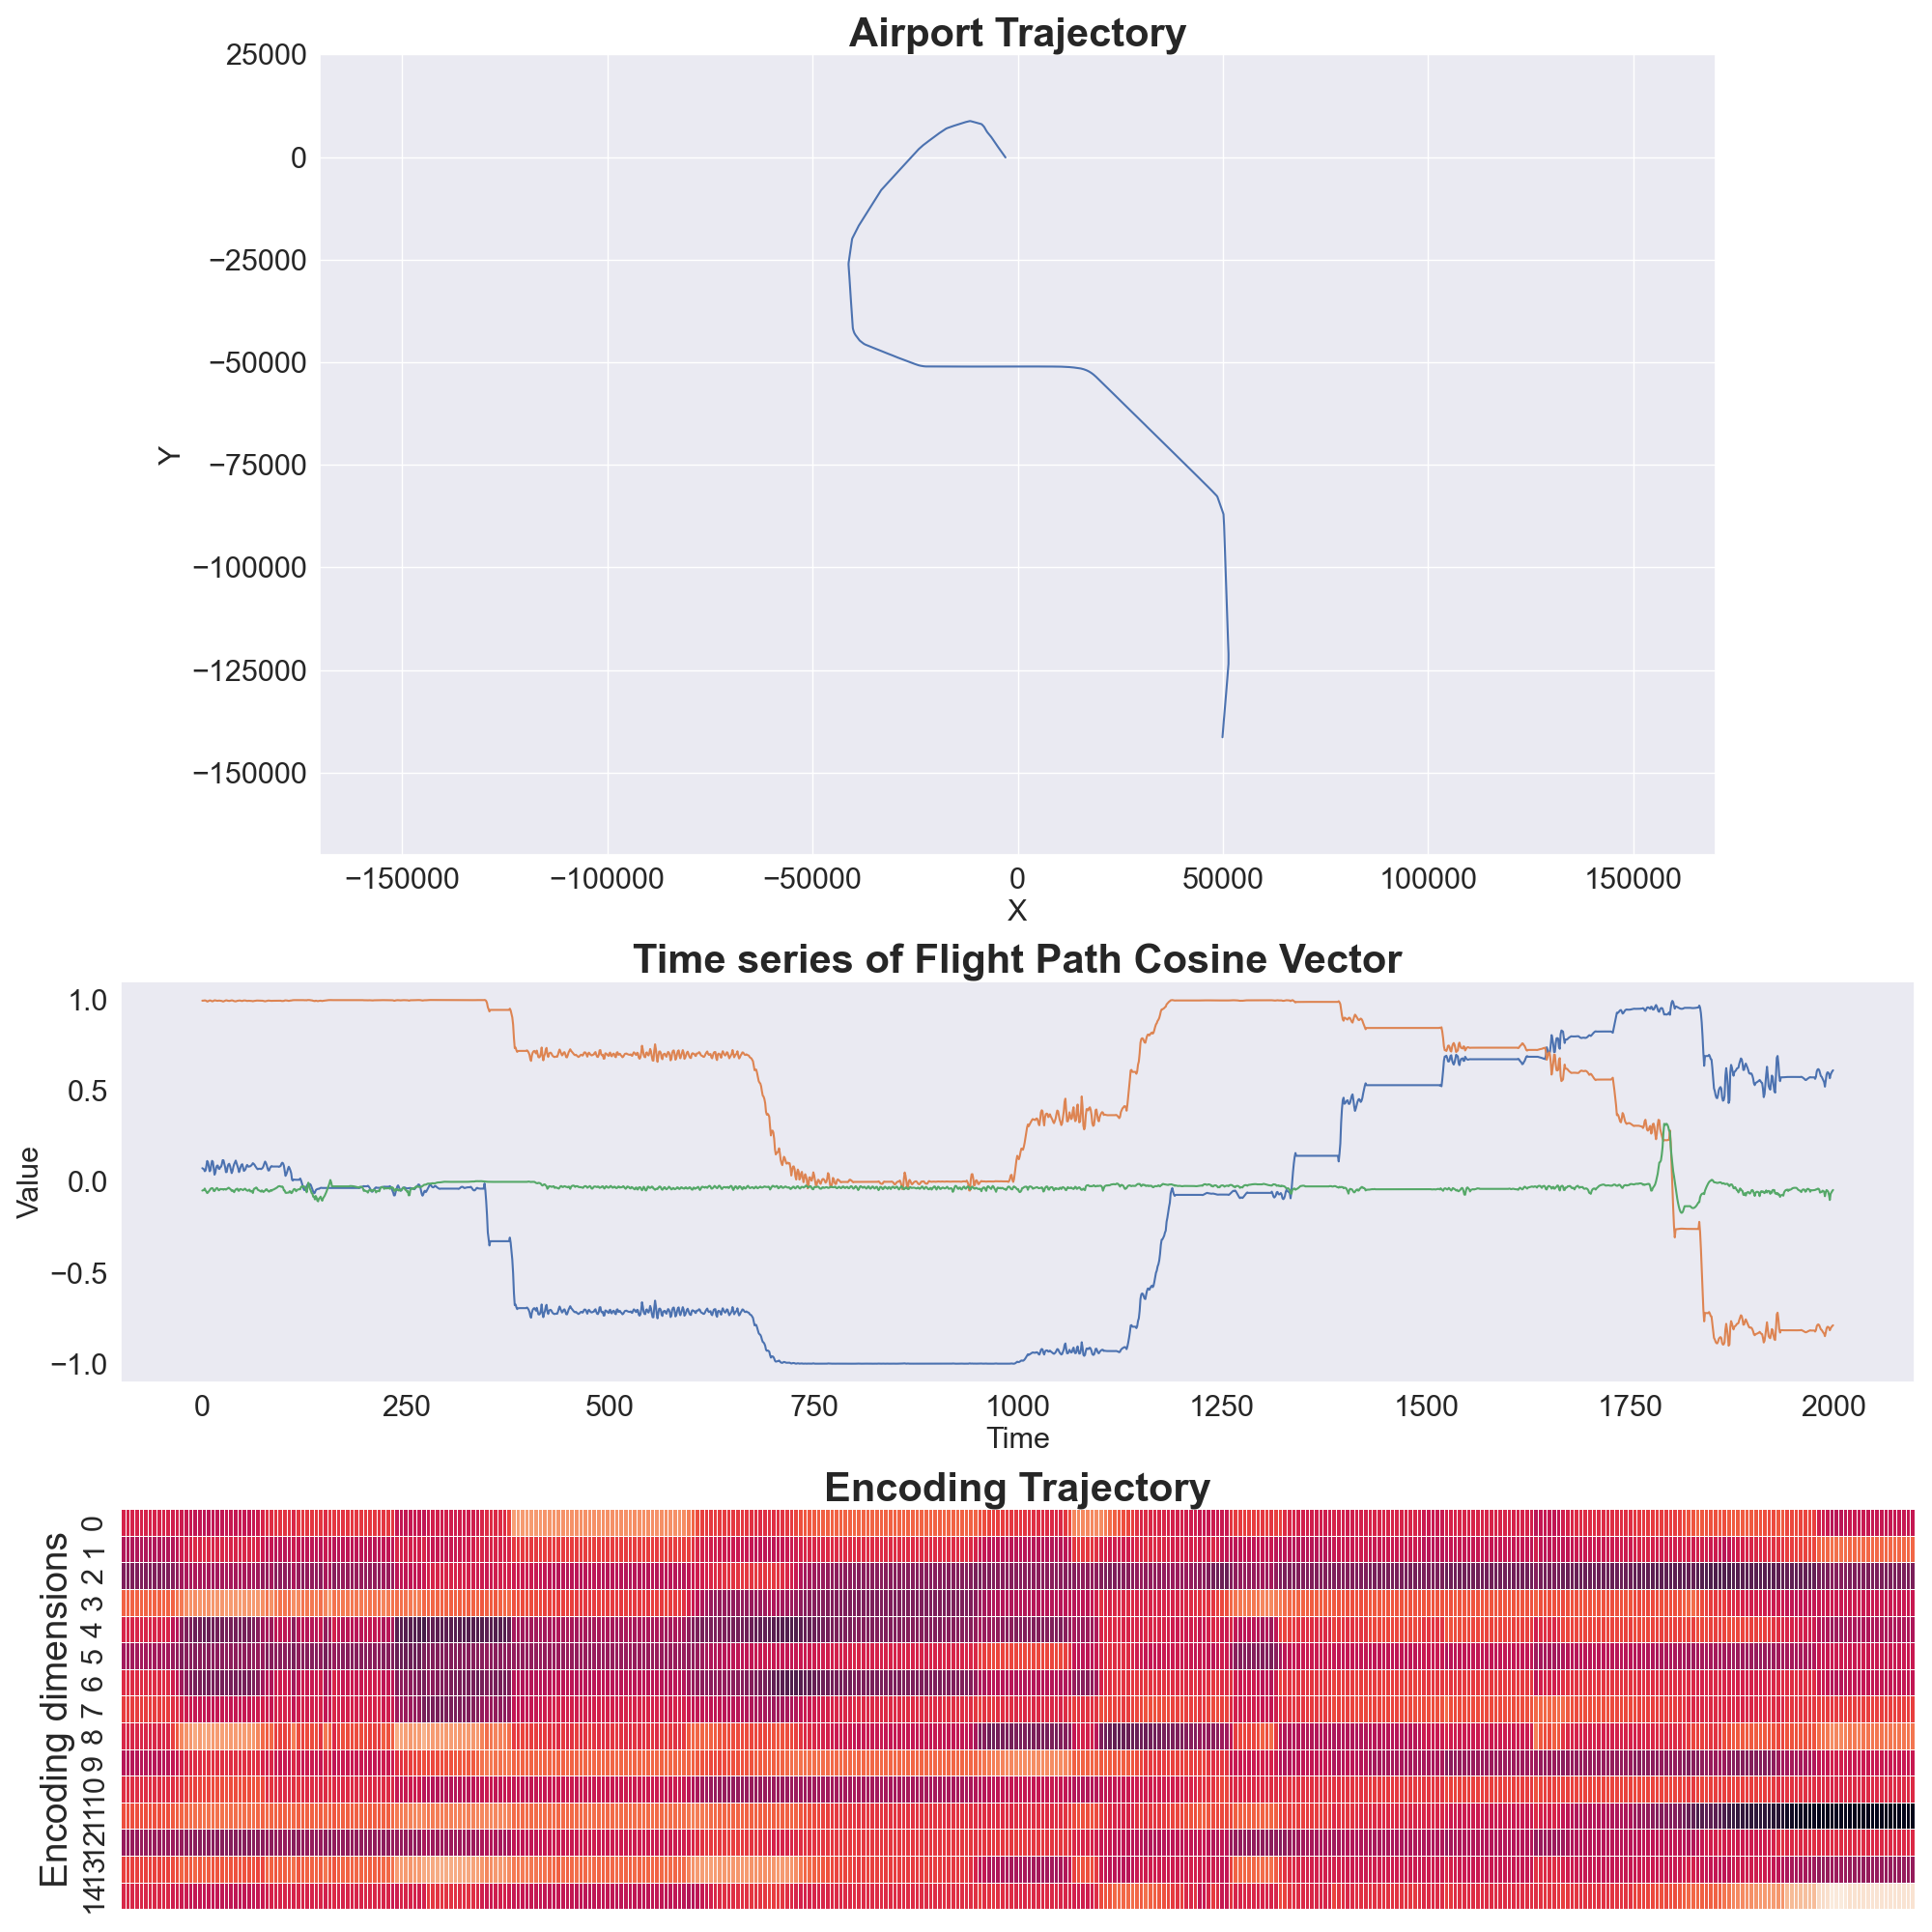 Airport Trajectory
25000
0
−25000
−50000
−75000
−100000
−125000
−150000
Y
−150000 −100000 −50000 0 50000 100000 150000
X
Time series of Flight Path Cosine Vector
1.0
0.5
0.0
−0.5
−1.0
Value
0 250 500 750 1000 1250 1500 1750 2000
Time
Encoding Trajectory
Encoding dimensions
0
1
2
3
4
5
6
7
8
9
10
11
12
13
14